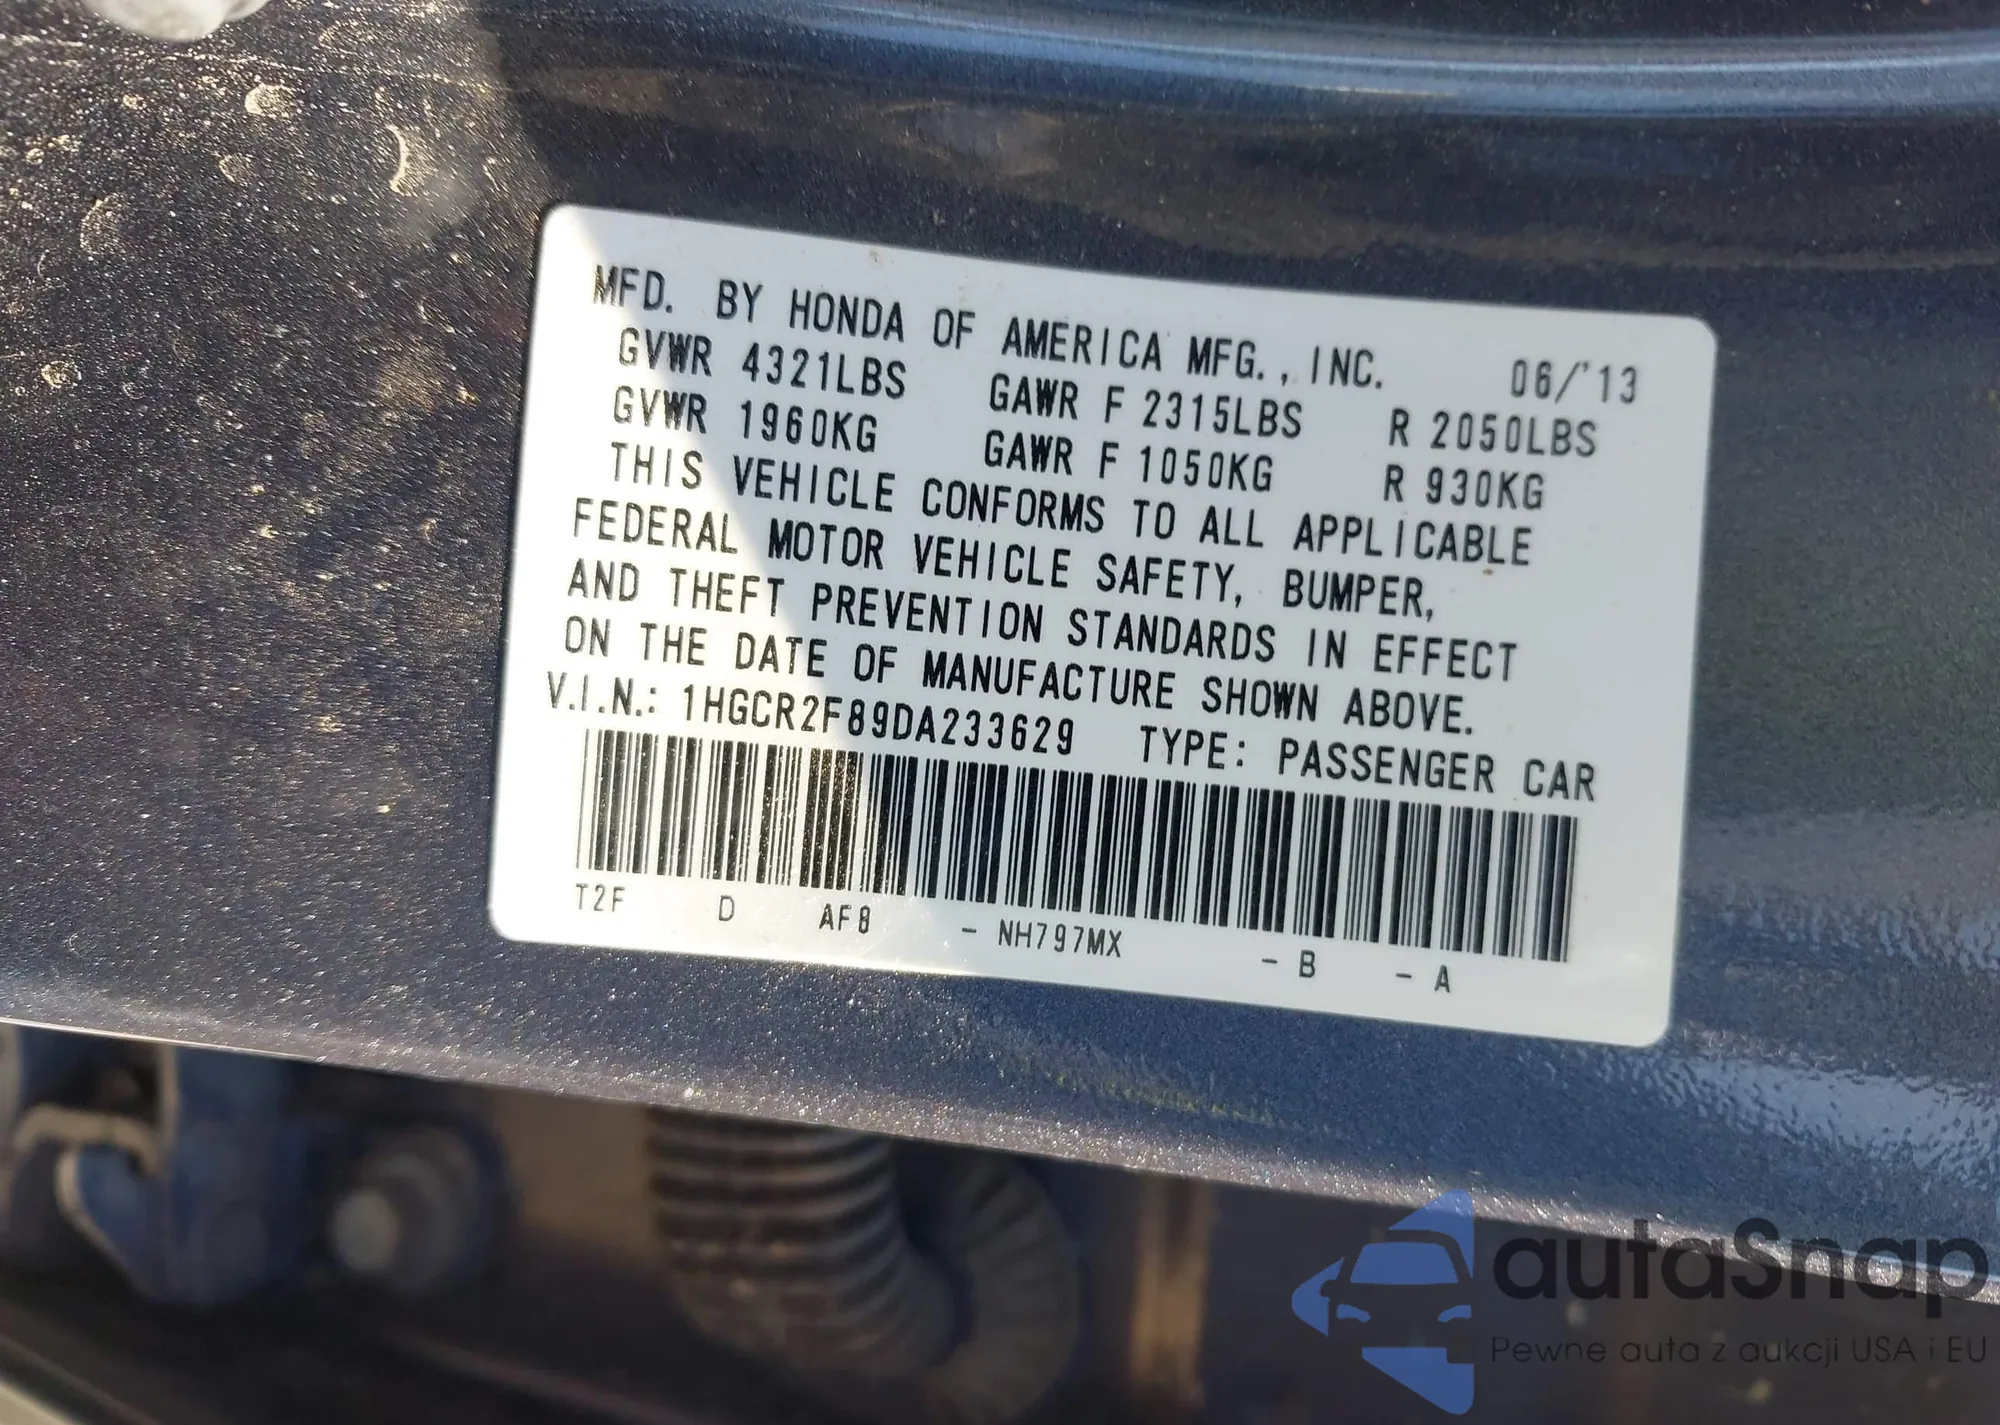 MFD. BY HONDA OF AMERICA MFG., INC. 06/'13
GVWR 4321LBS GAWR F 2315LBS R 2050LBS
GVWR 1960KG GAWR F 1050KG R 930KG
THIS VEHICLE CONFORMS TO ALL APPLICABLE
FEDERAL MOTOR VEHICLE SAFETY, BUMPER,
AND THEFT PREVENTION STANDARDS IN EFFECT
ON THE DATE OF MANUFACTURE SHOWN ABOVE.
V.I.N.: 1HGCR2F89DA233629 TYPE: PASSENGER CAR
T2F D AF8 - NH797MX - B - A
autaSnap
Pewne auta z aukcji USA i EU